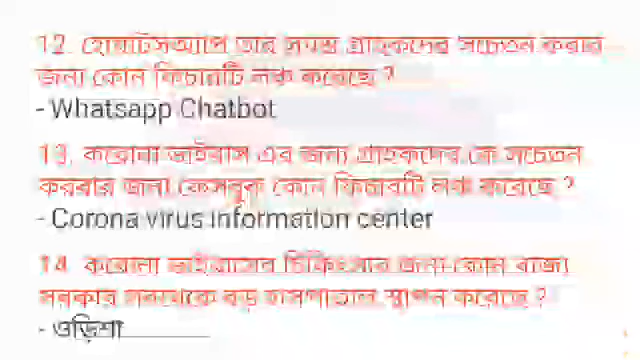 12. হোয়াটসঅ্যাপ তার সমস্ত গ্রাহকদের সচেতন করার
জন্য কোন ফিচারটি লঞ্চ করেছে ?
- Whatsapp Chatbot
13. করোনা ভাইরাস এর জন্য গ্রাহকদের কে সচেতন
করবার জন্য ফেসবুক কোন ফিচারটি লঞ্চ করেছে ?
- Corona virus information center
14. করোনা ভাইরাসের চিকিৎসার জন্য কোন রাজ্য
সরকার সবথেকে বড় হাসপাতাল স্থাপন করেছে ?
- ওড়িশা